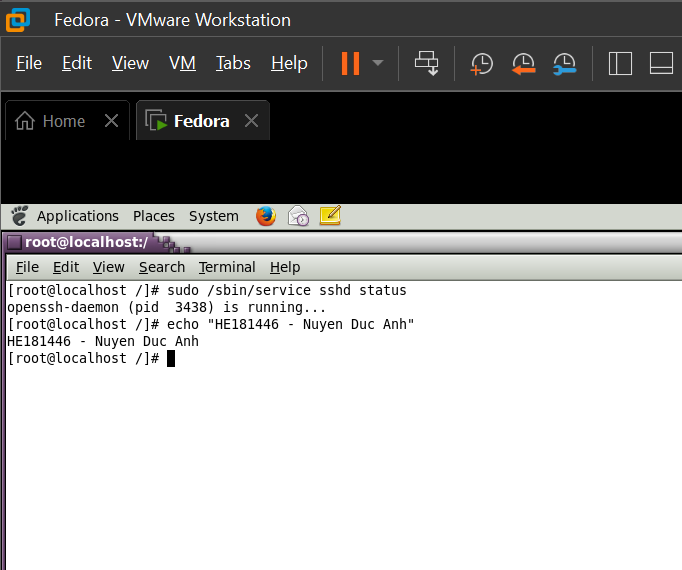 Fedora - VMware Workstation
File Edit View VM Tabs Help
Home Fedora
Applications Places System
root@localhost:/
File Edit View Search Terminal Help
[root@localhost /]# sudo /sbin/service sshd status
openssh-daemon (pid  3438) is running...
[root@localhost /]# echo "HE181446 - Nuyen Duc Anh"
HE181446 - Nuyen Duc Anh
[root@localhost /]#